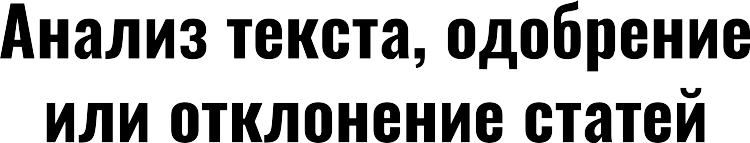 Анализ текста, одобрение
или отклонение статей